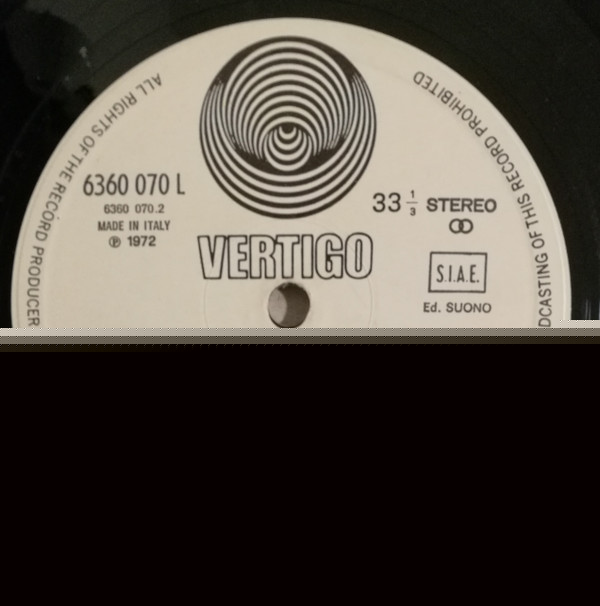 ALL RIGHTS OF THE RECORD PRODUCER
DCASTING OF THIS RECORD PROHIBITED
6360 070 L
6360 070.2
MADE IN ITALY
℗ 1972
33 1/3 STEREO
VERTIGO
S.I.A.E.
Ed. SUONO